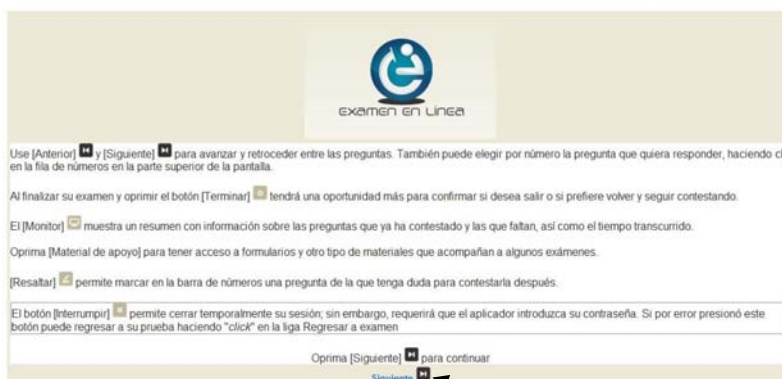 examen en línea
Use [Anterior] y [Siguiente] para avanzar y retroceder entre las preguntas. También puede elegir por número la pregunta que quiera responder, haciendo
en la fila de números en la parte superior de la pantalla.
Al finalizar su examen y oprimir el botón [Terminar] tendrá una oportunidad más para confirmar si desea salir o si prefiere volver y seguir contestando.
El [Monitor] muestra un resumen con información sobre las preguntas que ya ha contestado y las que faltan, así como el tiempo transcurrido.
Oprima [Material de apoyo] para tener acceso a formularios y otro tipo de materiales que acompañan a algunos exámenes.
[Resaltar] permite marcar en la barra de números una pregunta de la que tenga duda para contestarla después.
El botón [Interrumpir] permite cerrar temporalmente su sesión; sin embargo, requerirá que el aplicador introduzca su contraseña. Si por error presionó este
botón puede regresar a su prueba haciendo "click" en la liga Regresar a examen
Oprima [Siguiente] para continuar
Siguiente